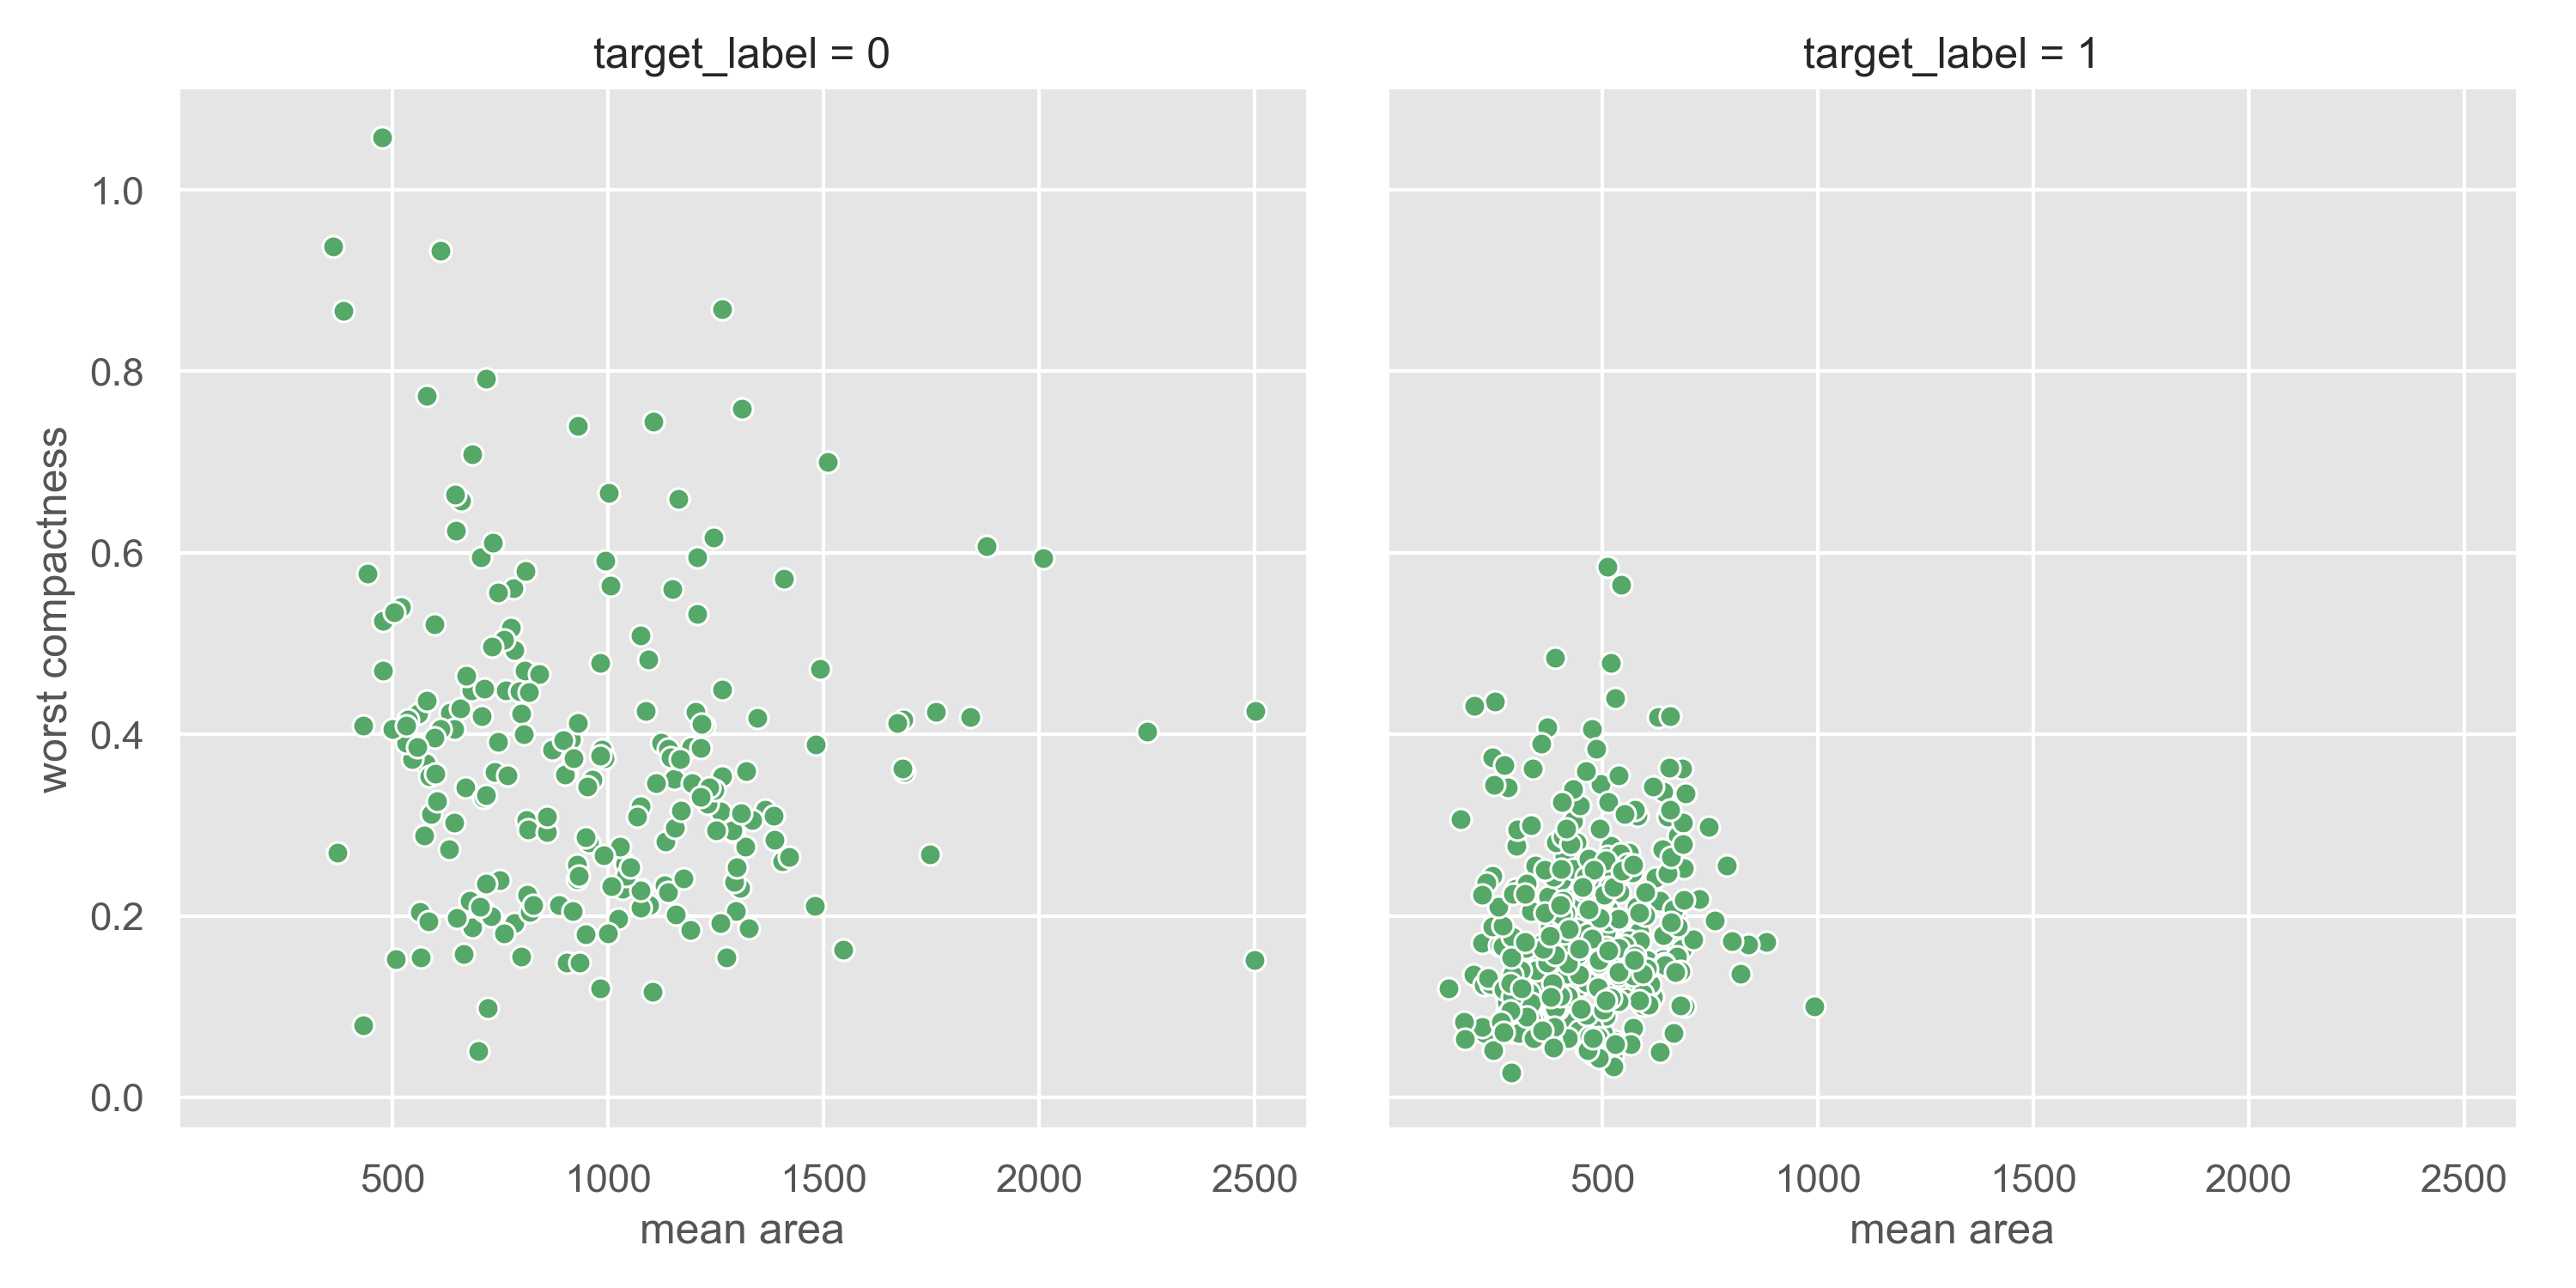 target_label = 0
target_label = 1
1.0
0.8
0.6
0.4
0.2
0.0
worst compactness
500 1000 1500 2000 2500
500 1000 1500 2000 2500
mean area
mean area